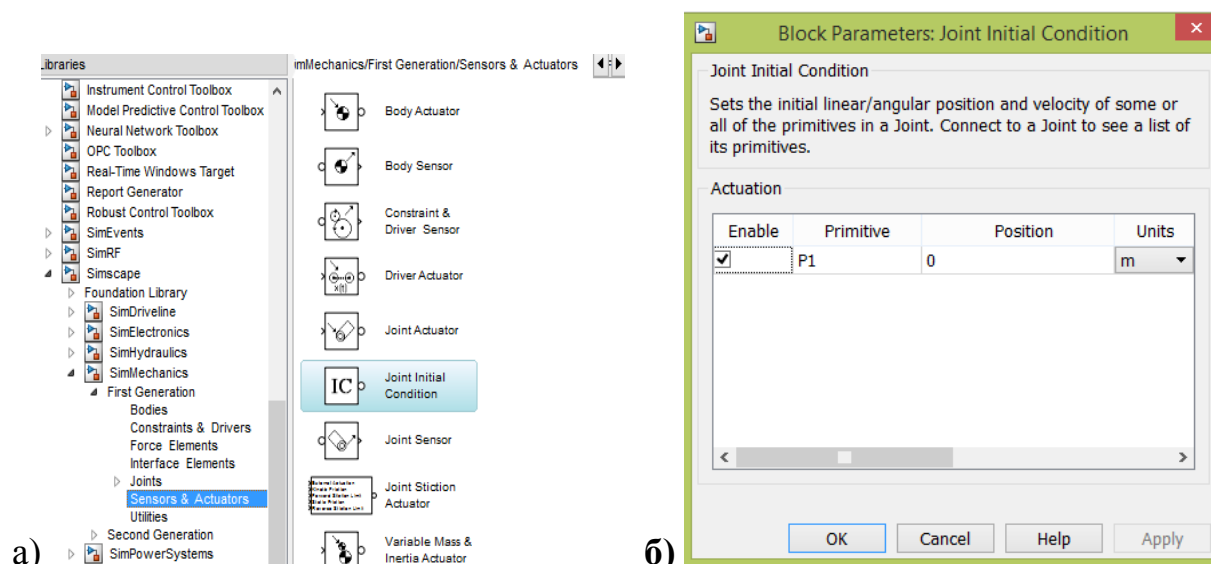 Libraries
Instrument Control Toolbox
Model Predictive Control Toolbox
Neural Network Toolbox
OPC Toolbox
Real-Time Windows Target
Report Generator
Robust Control Toolbox
SimEvents
SimRF
Simscape
Foundation Library
SimDriveline
SimElectronics
SimHydraulics
SimMechanics
First Generation
Bodies
Constraints & Drivers
Force Elements
Interface Elements
Joints
Sensors & Actuators
Utilities
Second Generation
SimPowerSystems
а)
imMechanics/First Generation/Sensors & Actuators
Body Actuator
Body Sensor
Constraint &
Driver Sensor
x(t)
Driver Actuator
Joint Actuator
IC
Joint Initial
Condition
Joint Sensor
Joint Stiction
Actuator
Variable Mass &
Inertia Actuator
б)
Block Parameters: Joint Initial Condition
Joint Initial Condition
Sets the initial linear/angular position and velocity of some or
all of the primitives in a Joint. Connect to a Joint to see a list of
its primitives.
Actuation
Enable Primitive Position Units
P1 0 m
OK Cancel Help Apply